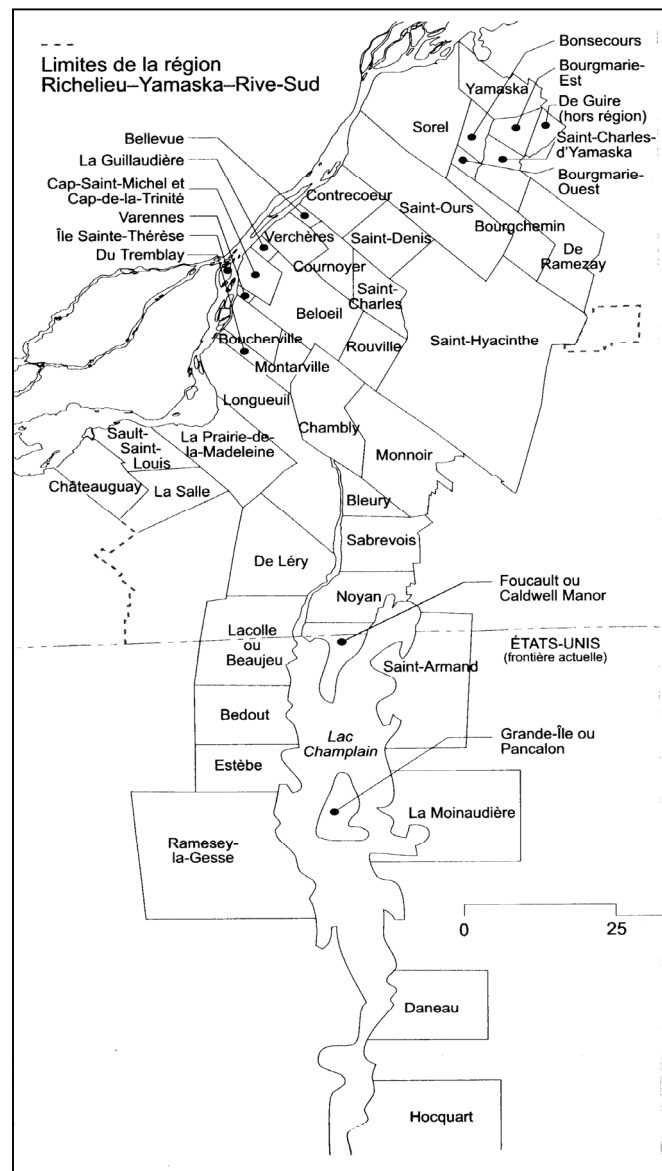 Limites de la région
Richelieu–Yamaska–Rive-Sud
Bonsecours
Bourgmarie-
Est
De Guire
(hors région)
Saint-Charles-
d'Yamaska
Bourgmarie-
Ouest
Yamaska
Sorel
Bellevue
La Guillaudière
Cap-Saint-Michel et
Cap-de-la-Trinité
Varennes
Île Sainte-Thérèse
Du Tremblay
Contrecoeur
Saint-Ours
Bourgchemin
De
Ramezay
Verchères
Saint-Denis
Cournoyer
Saint-
Charles
Beloeil
Rouville
Saint-Hyacinthe
Boucherville
Montarville
Longueuil
Chambly
Monnoir
La Prairie-de-
la-Madeleine
Sault-
Saint-
Louis
Châteauguay
La Salle
Bleury
Sabrevois
De Léry
Noyan
Foucault ou
Caldwell Manor
Lacolle
ou
Beaujeu
ÉTATS-UNIS
(frontière actuelle)
Saint-Armand
Bedout
Lac
Champlain
Grande-Île ou
Pancalon
Estèbe
La Moinaudière
Ramesey-
la-Gesse
0
25
Daneau
Hocquart